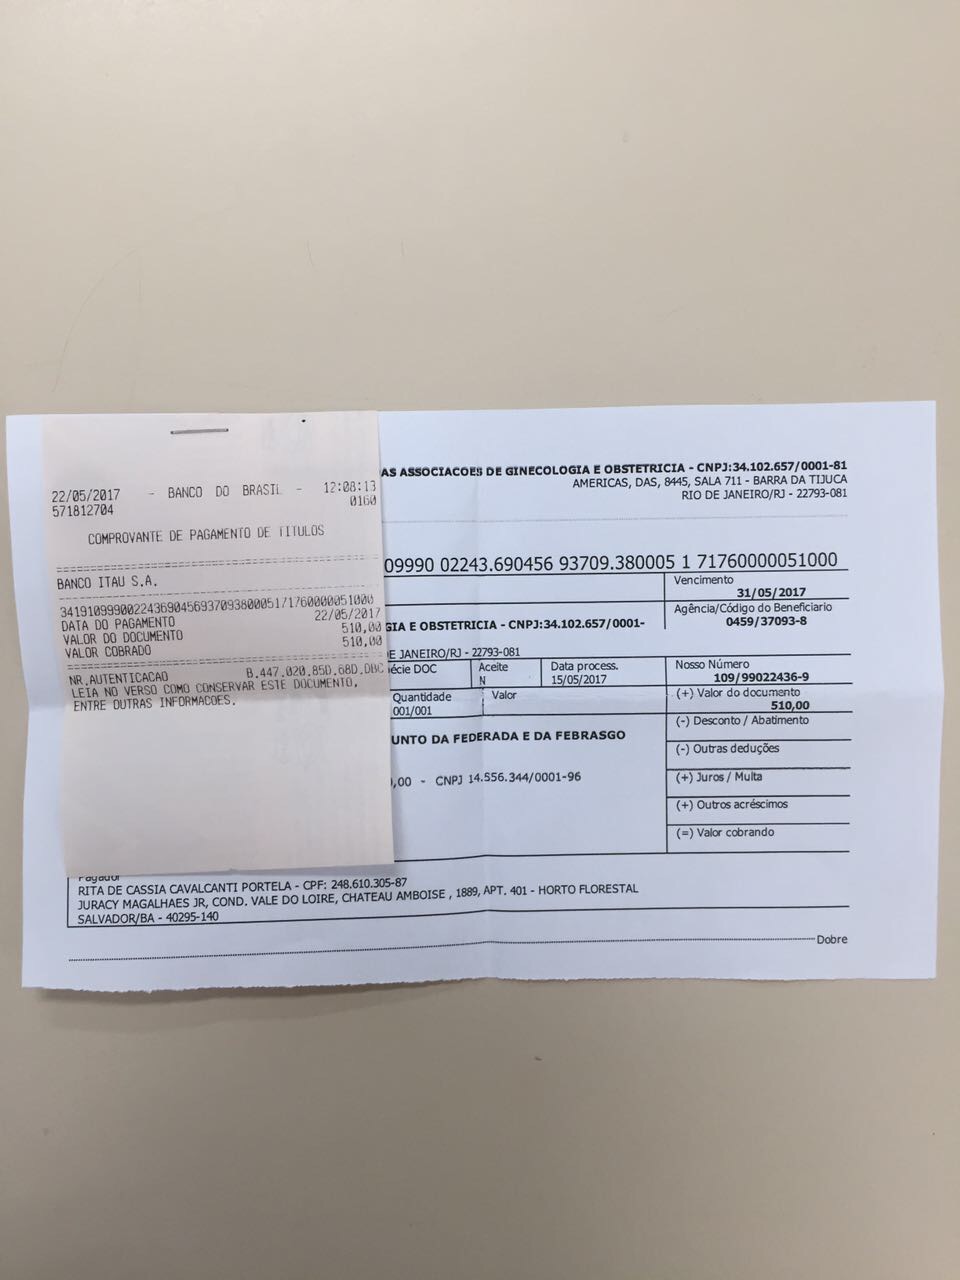 22/05/2017 - BANCO DO BRASIL - 12:08:13
571812704 0160
COMPROVANTE DE PAGAMENTO DE TITULOS
BANCO ITAU S.A.
34191099900224369045693709380005171760000051000
DATA DO PAGAMENTO 22/05/2017
VALOR DO DOCUMENTO 510,00
VALOR COBRADO 510,00
NR.AUTENTICACAO B.447.020.85D.68D.DBC
LEIA NO VERSO COMO CONSERVAR ESTE DOCUMENTO,
ENTRE OUTRAS INFORMACOES.
AS ASSOCIACOES DE GINECOLOGIA E OBSTETRICIA - CNPJ:34.102.657/0001-81
AMERICAS, DAS, 8445, SALA 711 - BARRA DA TIJUCA
RIO DE JANEIRO/RJ - 22793-081
09990 02243.690456 93709.380005 1 71760000051000
Vencimento
31/05/2017
GIA E OBSTETRICIA - CNPJ:34.102.657/0001-
Agência/Código do Beneficiario
0459/37093-8
E JANEIRO/RJ - 22793-081
écie DOC Aceite Data process. Nosso Número
N 15/05/2017 109/99022436-9
Quantidade Valor (+) Valor do documento
001/001 510,00
(-) Desconto / Abatimento
UNTO DA FEDERADA E DA FEBRASGO
(-) Outras deduções
,00 - CNPJ 14.556.344/0001-96
(+) Juros / Multa
(+) Outros acréscimos
(=) Valor cobrando
Pagador
RITA DE CASSIA CAVALCANTI PORTELA - CPF: 248.610.305-87
JURACY MAGALHAES JR, COND. VALE DO LOIRE, CHATEAU AMBOISE , 1889, APT. 401 - HORTO FLORESTAL
SALVADOR/BA - 40295-140
Dobre